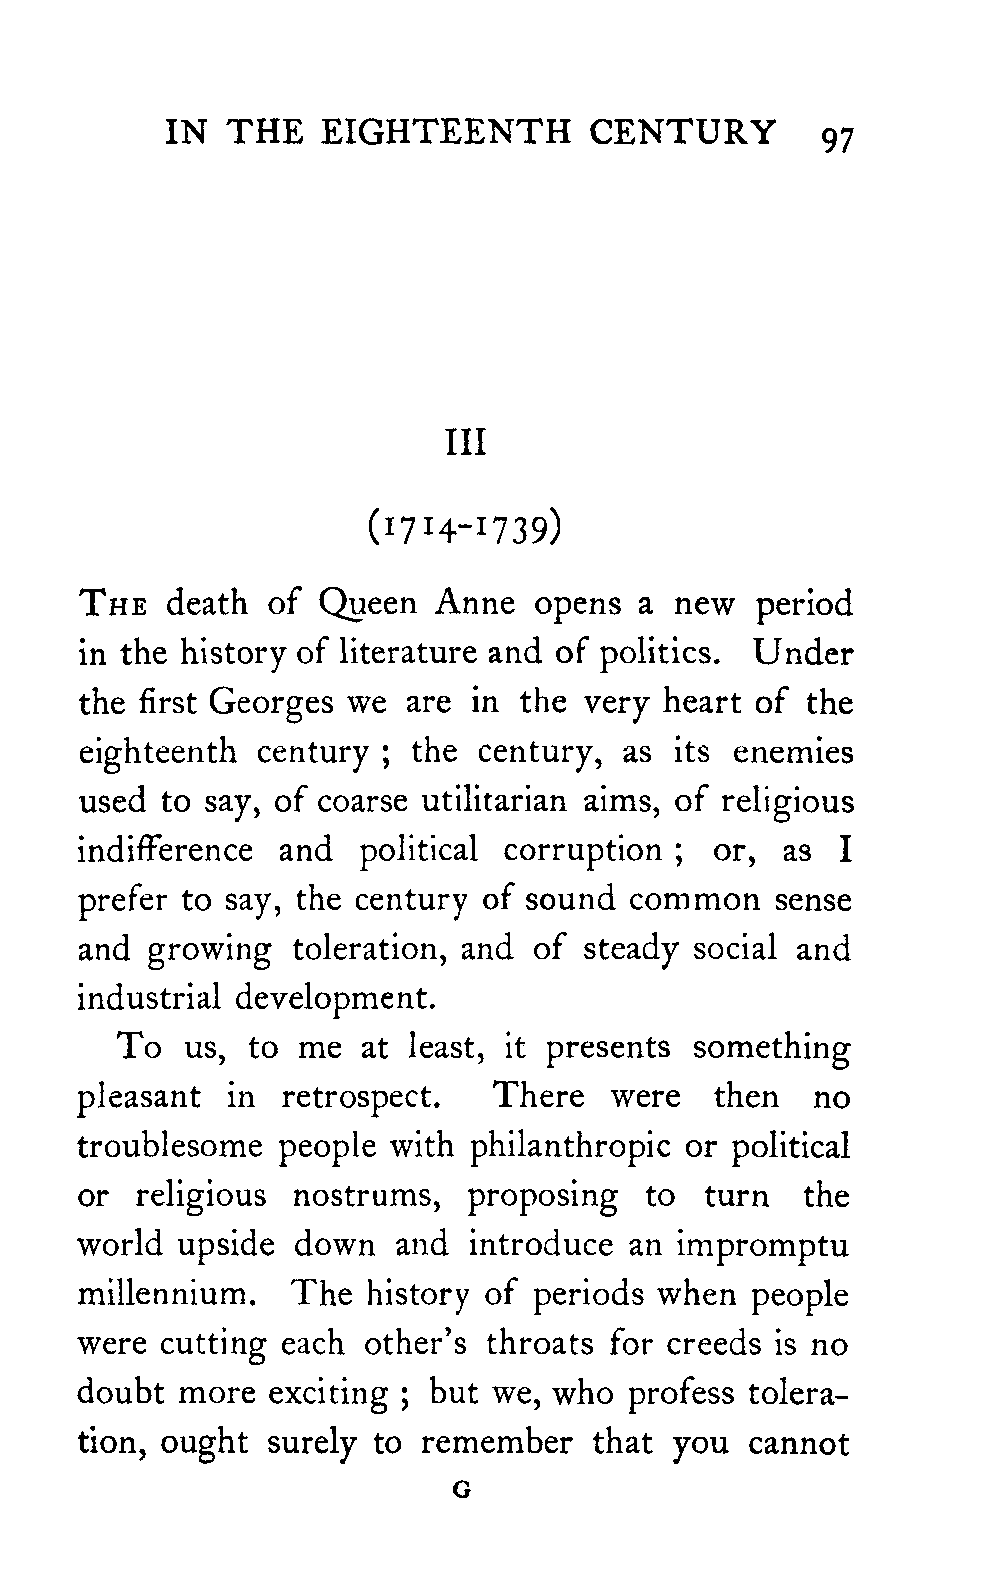 IN THE EIGHTEENTH CENTURY 97
III
(1714-1739)
THE death of Queen Anne opens a new period
in the history of literature and of politics. Under
the first Georges we are in the very heart of the
eighteenth century ; the century, as its enemies
used to say, of coarse utilitarian aims, of religious
indifference and political corruption ; or, as I
prefer to say, the century of sound common sense
and growing toleration, and of steady social and
industrial development.
To us, to me at least, it presents something
pleasant in retrospect. There were then no
troublesome people with philanthropic or political
or religious nostrums, proposing to turn the
world upside down and introduce an impromptu
millennium. The history of periods when people
were cutting each other's throats for creeds is no
doubt more exciting ; but we, who profess tolera-
tion, ought surely to remember that you cannot
G